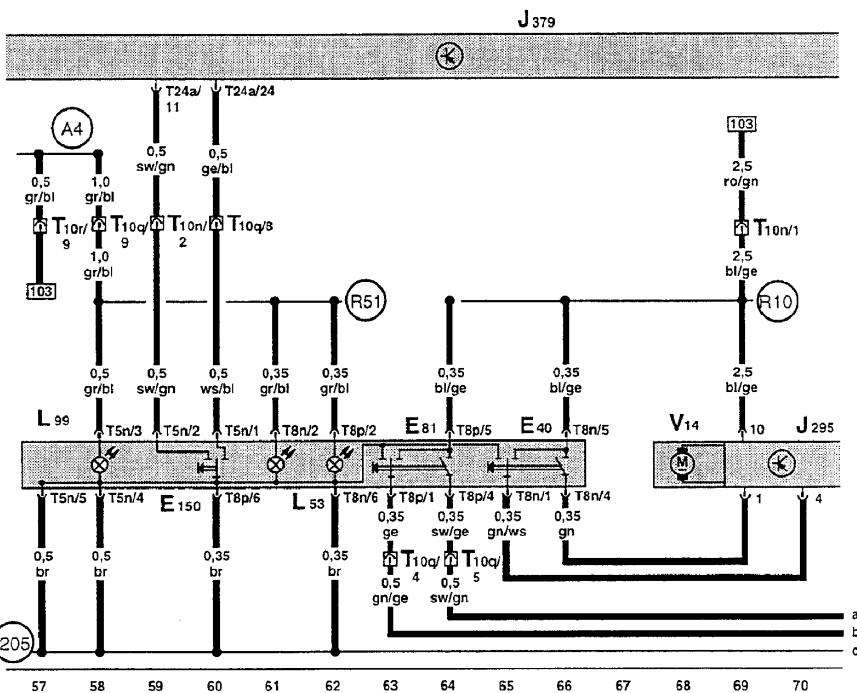 J379
T24a/ T24a/24
11
A4
103
0,5 0,5
sw/gn ge/bl
0,5 1,0 2,5
gr/bl gr/bl ro/gn
T10r/ T10q/ T10n/ T10q/8 T10n/1
9 9 2
1,0 2,5
gr/bl bl/ge
103
R51 R10
0,5 0,5 0,5 0,35 0,35 0,35 0,35 2,5
gr/bl sw/gn ws/bl gr/bl gr/bl bl/ge bl/ge bl/ge
L99 T5n/3 T5n/2 T5n/1 T8n/2 T8p/2 E81 T8p/5 E40 T8n/5 V14 10 J295
M
T5n/5 T5n/4 E150 T8p/6 L53 T8n/6 T8p/1 T8p/4 T8n/1 T8n/4 1 4
0,35 0,35 0,35 0,35
ge sw/ge gn/ws gn
0,5 0,5 0,35 0,35
br br br br
T10q/ T10q/
4 5
0,5 0,5
gn/ge sw/gn
a
b
c
205
57 58 59 60 61 62 63 64 65 66 67 68 69 70